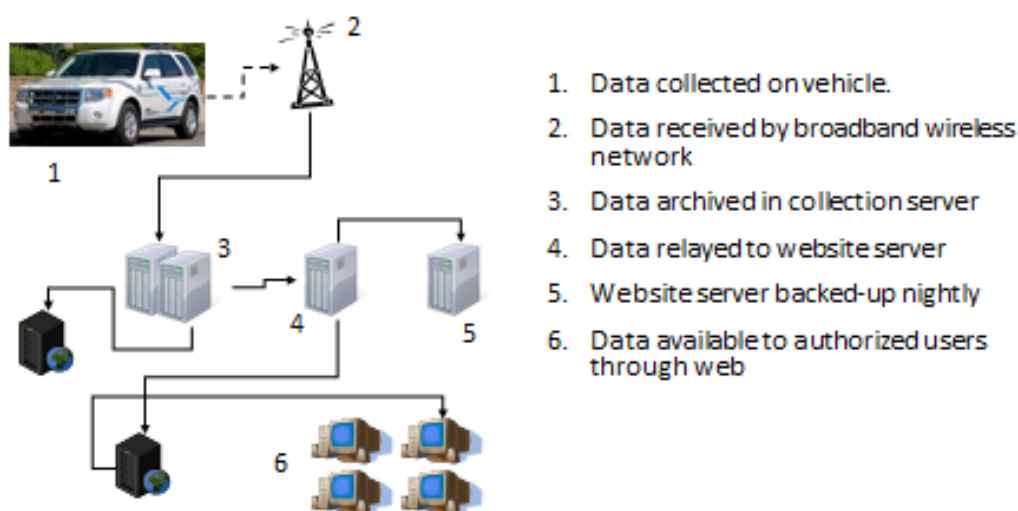 2
1
3
4
5
6
1. Data collected on vehicle.
2. Data received by broadband wireless
network
3. Data archived in collection server
4. Data relayed to website server
5. Website server backed-up nightly
6. Data available to authorized users
through web